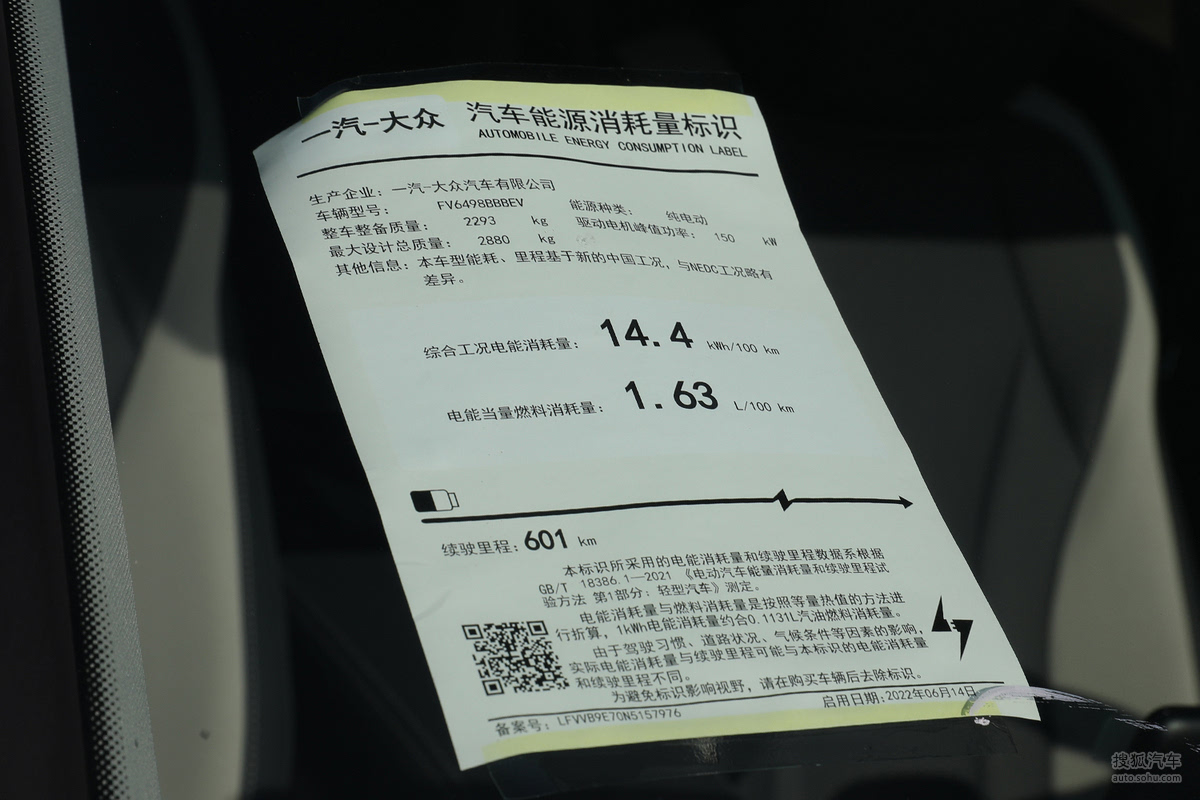 一汽-大众 汽车能源消耗量标识
AUTOMOBILE ENERGY CONSUMPTION LABEL
生产企业：一汽-大众汽车有限公司
车辆型号： FV6498BBBEV 能源种类： 纯电动
整车整备质量： 2293 kg 驱动电机峰值功率： 150 kW
最大设计总质量： 2880 kg
其他信息：本车型能耗、里程基于新的中国工况，与NEDC工况略有
差异。
综合工况电能消耗量： 14.4 kWh/100 km
电能当量燃料消耗量： 1.63 L/100 km
续驶里程：601 km
本标识所采用的电能消耗量和续驶里程数据系根据
GB/T 18386.1—2021 《电动汽车能量消耗量和续驶里程试
验方法 第1部分：轻型汽车》测定。
电能消耗量与燃料消耗量是按照等量热值的方法进
行折算，1kWh电能消耗量约合0.1131L汽油燃料消耗量。
由于驾驶习惯、道路状况、气候条件等因素的影响，
实际电能消耗量与续驶里程可能与本标识的电能消耗量
和续驶里程不同。
为避免标识影响视野，请在购买车辆后去除标识。
备案号：LFVVB9E70N5157976 启用日期：2022年06月14日
搜狐汽车
auto.sohu.com